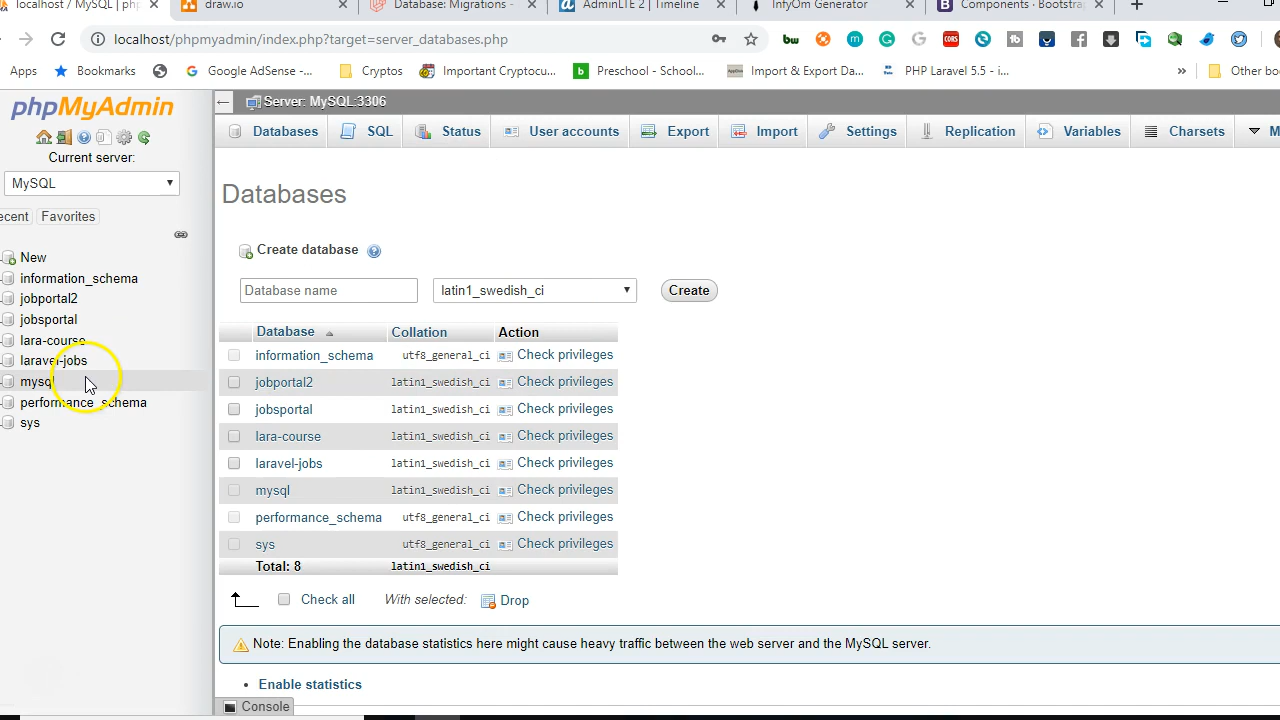 localhost / MySQL | ph
draw.io
Database: Migrations -
AdminLTE 2 | Timeline
InfyOm Generator
Components · Bootstrap
localhost/phpmyadmin/index.php?target=server_databases.php
Apps
Bookmarks
Google AdSense -...
Cryptos
Important Cryptocu...
Preschool - School...
Import & Export Da...
PHP Laravel 5.5 - i...
»
Other bo
phpMyAdmin
Current server:
MySQL
ecent
Favorites
New
information_schema
jobportal2
jobsportal
lara-course
laravel-jobs
mysql
performance_schema
sys
Server: MySQL:3306
Databases
SQL
Status
User accounts
Export
Import
Settings
Replication
Variables
Charsets
M
Databases
Create database
Database name
latin1_swedish_ci
Create
Database Collation Action
information_schema utf8_general_ci Check privileges
jobportal2 latin1_swedish_ci Check privileges
jobsportal latin1_swedish_ci Check privileges
lara-course latin1_swedish_ci Check privileges
laravel-jobs latin1_swedish_ci Check privileges
mysql latin1_swedish_ci Check privileges
performance_schema utf8_general_ci Check privileges
sys utf8_general_ci Check privileges
Total: 8 latin1_swedish_ci
Check all
With selected:
Drop
Note: Enabling the database statistics here might cause heavy traffic between the web server and the MySQL server.
• Enable statistics
Console